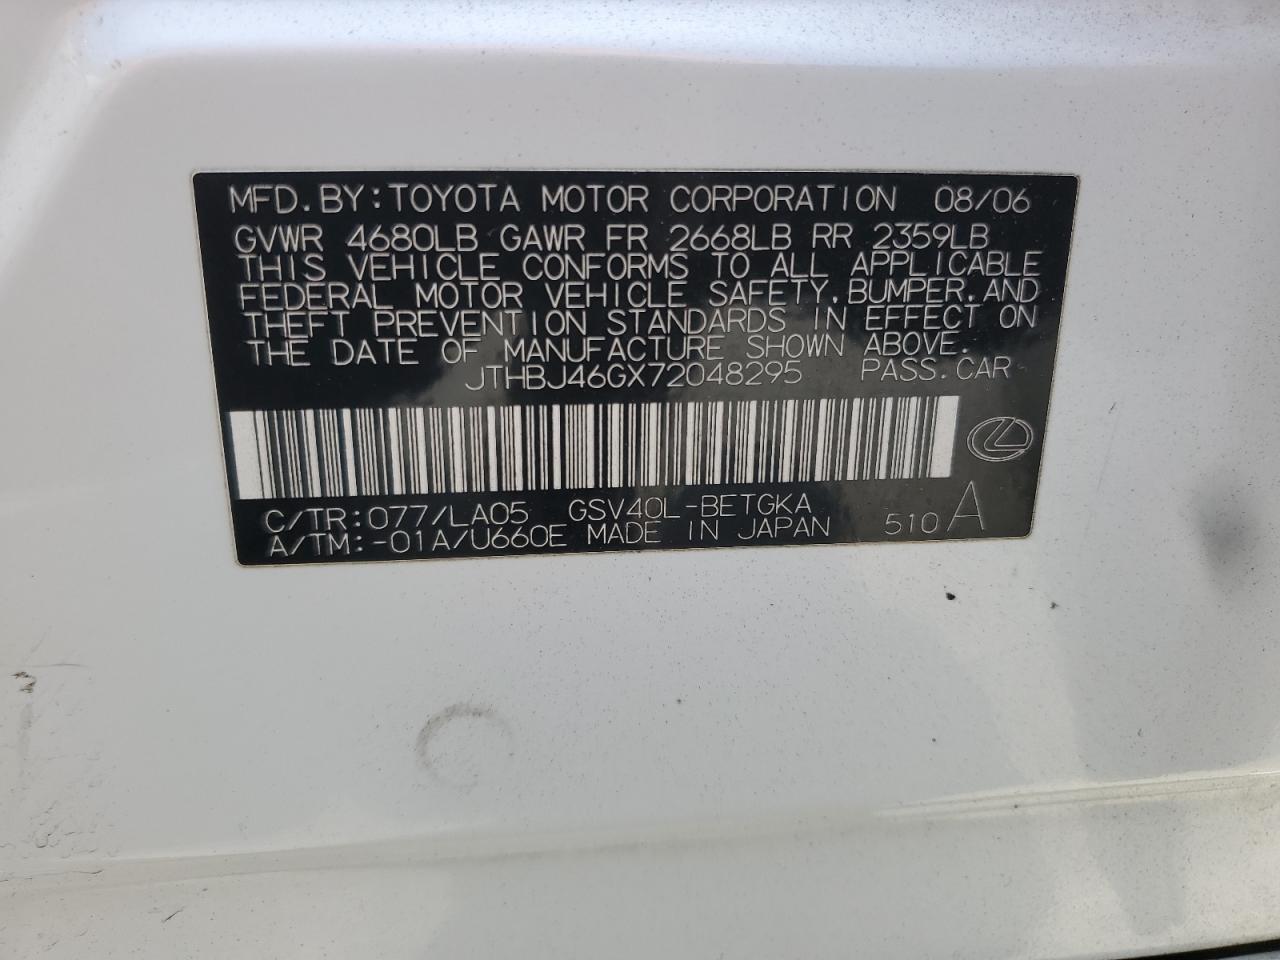 MFD.BY:TOYOTA MOTOR CORPORATION 08/06
GVWR 4680LB GAWR FR 2668LB RR 2359LB
THIS VEHICLE CONFORMS TO ALL APPLICABLE
FEDERAL MOTOR VEHICLE SAFETY,BUMPER,AND
THEFT PREVENTION STANDARDS IN EFFECT ON
THE DATE OF MANUFACTURE SHOWN ABOVE.
JTHBJ46GX72048295 PASS.CAR
C/TR:077/LA05 GSV40L-BETGKA
A/TM:-01A/U660E MADE IN JAPAN 510A